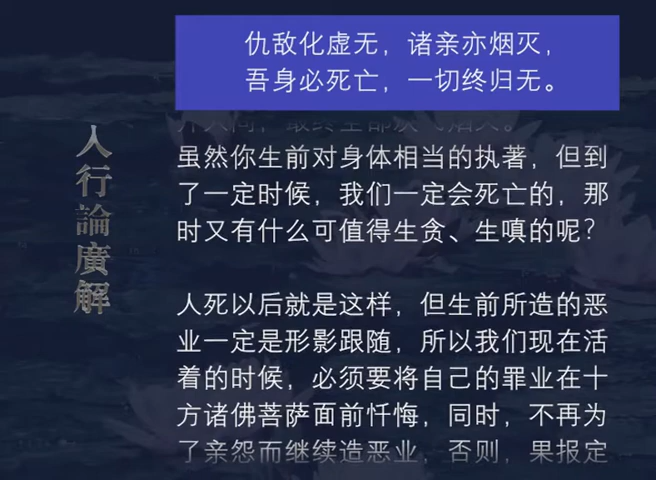 仇敌化虚无，诸亲亦烟灭，
吾身必死亡，一切终归无。
人行論廣解
虽然你生前对身体相当的执著，但到
了一定时候，我们一定会死亡的，那
时又有什么可值得生贪、生嗔的呢？
人死以后就是这样，但生前所造的恶
业一定是形影跟随，所以我们现在活
着的时候，必须要将自己的罪业在十
方诸佛菩萨面前忏悔，同时，不再为
了亲怨而继续造恶业，否则，果报定